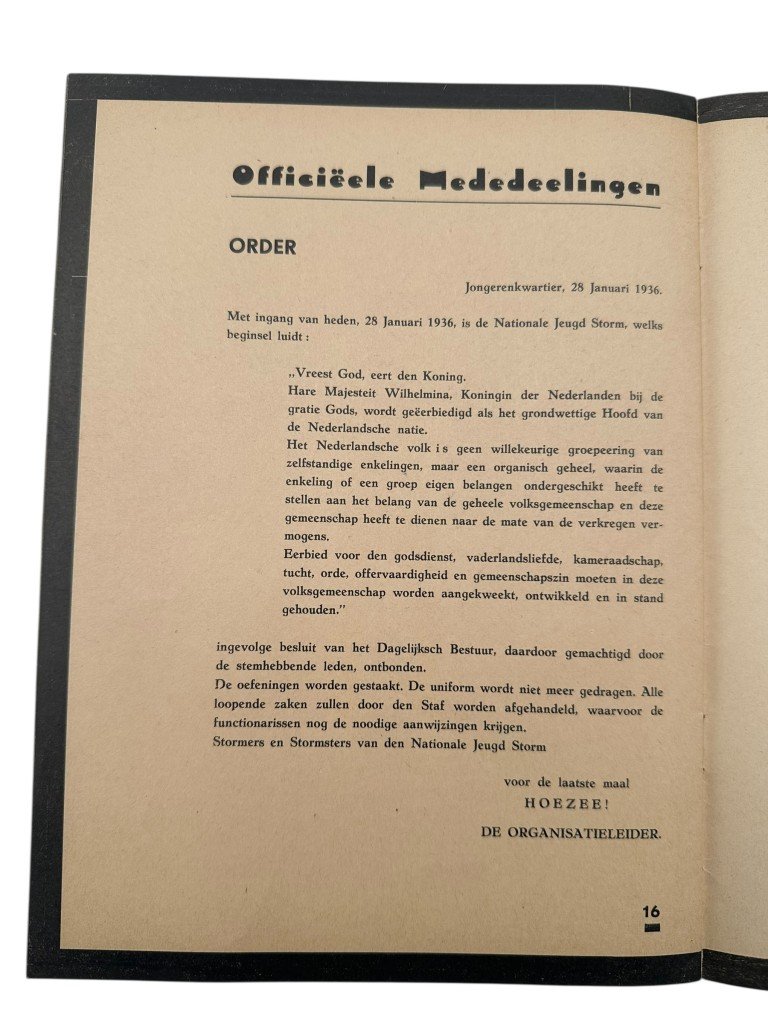 Officiëele Mededeelingen
ORDER
Jongerenkwartier, 28 Januari 1936.
Met ingang van heden, 28 Januari 1936, is de Nationale Jeugd Storm, welks
beginsel luidt:
„Vreest God, eert den Koning.
Hare Majesteit Wilhelmina, Koningin der Nederlanden bij de
gratie Gods, wordt geëerbiedigd als het grondwettige Hoofd van
de Nederlandsche natie.
Het Nederlandsche volk is geen willekeurige groepeering van
zelfstandige enkelingen, maar een organisch geheel, waarin de
enkeling of een groep eigen belangen ondergeschikt heeft te
stellen aan het belang van de geheele volksgemeenschap en deze
gemeenschap heeft te dienen naar de mate van de verkregen ver-
mogens.
Eerbied voor den godsdienst, vaderlandsliefde, kameraadschap,
tucht, orde, offervaardigheid en gemeenschapszin moeten in deze
volksgemeenschap worden aangekweekt, ontwikkeld en in stand
gehouden.”
ingevolge besluit van het Dagelijksch Bestuur, daardoor gemachtigd door
de stemhebbende leden, ontbonden.
De oefeningen worden gestaakt. De uniform wordt niet meer gedragen. Alle
loopende zaken zullen door den Staf worden afgehandeld, waarvoor de
functionarissen nog de noodige aanwijzingen krijgen.
Stormers en Stormsters van den Nationale Jeugd Storm
voor de laatste maal
HOEZEE!
DE ORGANISATIELEIDER.
16